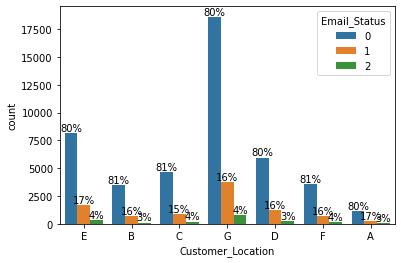 80%
Email_Status
0
1
2
17500
15000
12500
10000
7500
5000
2500
0
count
80% 17% 4%
81% 16% 3%
81% 15% 4%
16% 4%
80% 16% 3%
81% 16% 4%
80% 17% 3%
E B C G D F A
Customer_Location